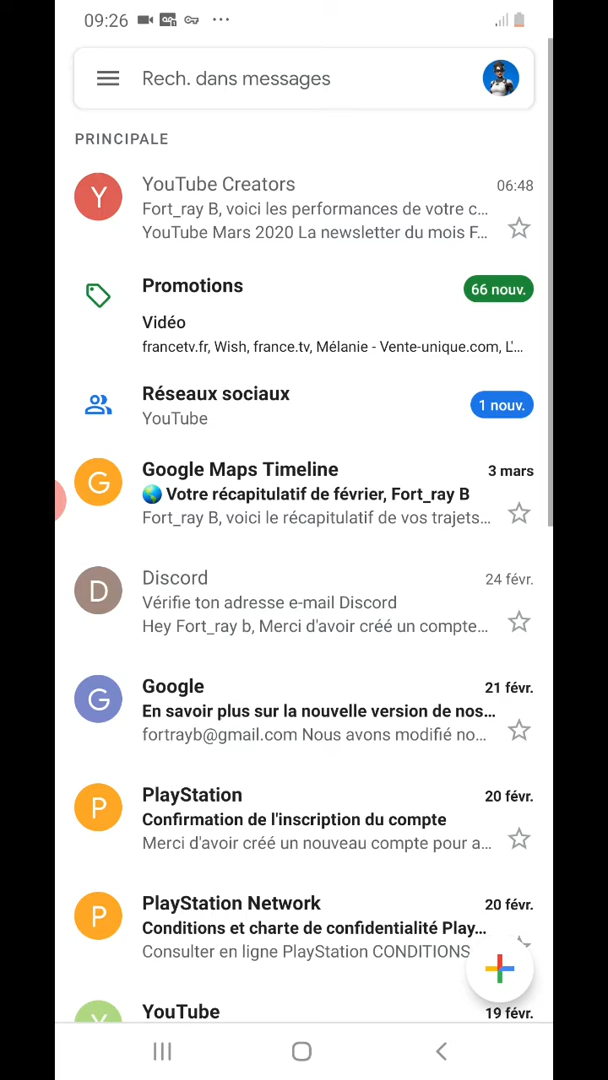 09:26
Rech. dans messages
PRINCIPALE
Y
YouTube Creators
06:48
Fort_ray B, voici les performances de votre c...
YouTube Mars 2020 La newsletter du mois F...
Promotions
66 nouv.
Vidéo
francetv.fr, Wish, france.tv, Mélanie - Vente-unique.com, L'...
Réseaux sociaux
1 nouv.
YouTube
G
Google Maps Timeline
3 mars
Votre récapitulatif de février, Fort_ray B
Fort_ray B, voici le récapitulatif de vos trajets...
D
Discord
24 févr.
Vérifie ton adresse e-mail Discord
Hey Fort_ray b, Merci d'avoir créé un compte...
G
Google
21 févr.
En savoir plus sur la nouvelle version de nos...
fortrayb@gmail.com Nous avons modifié no...
P
PlayStation
20 févr.
Confirmation de l'inscription du compte
Merci d'avoir créé un nouveau compte pour a...
P
PlayStation Network
20 févr.
Conditions et charte de confidentialité Play...
Consulter en ligne PlayStation CONDITIONS
Y
YouTube
19 févr.